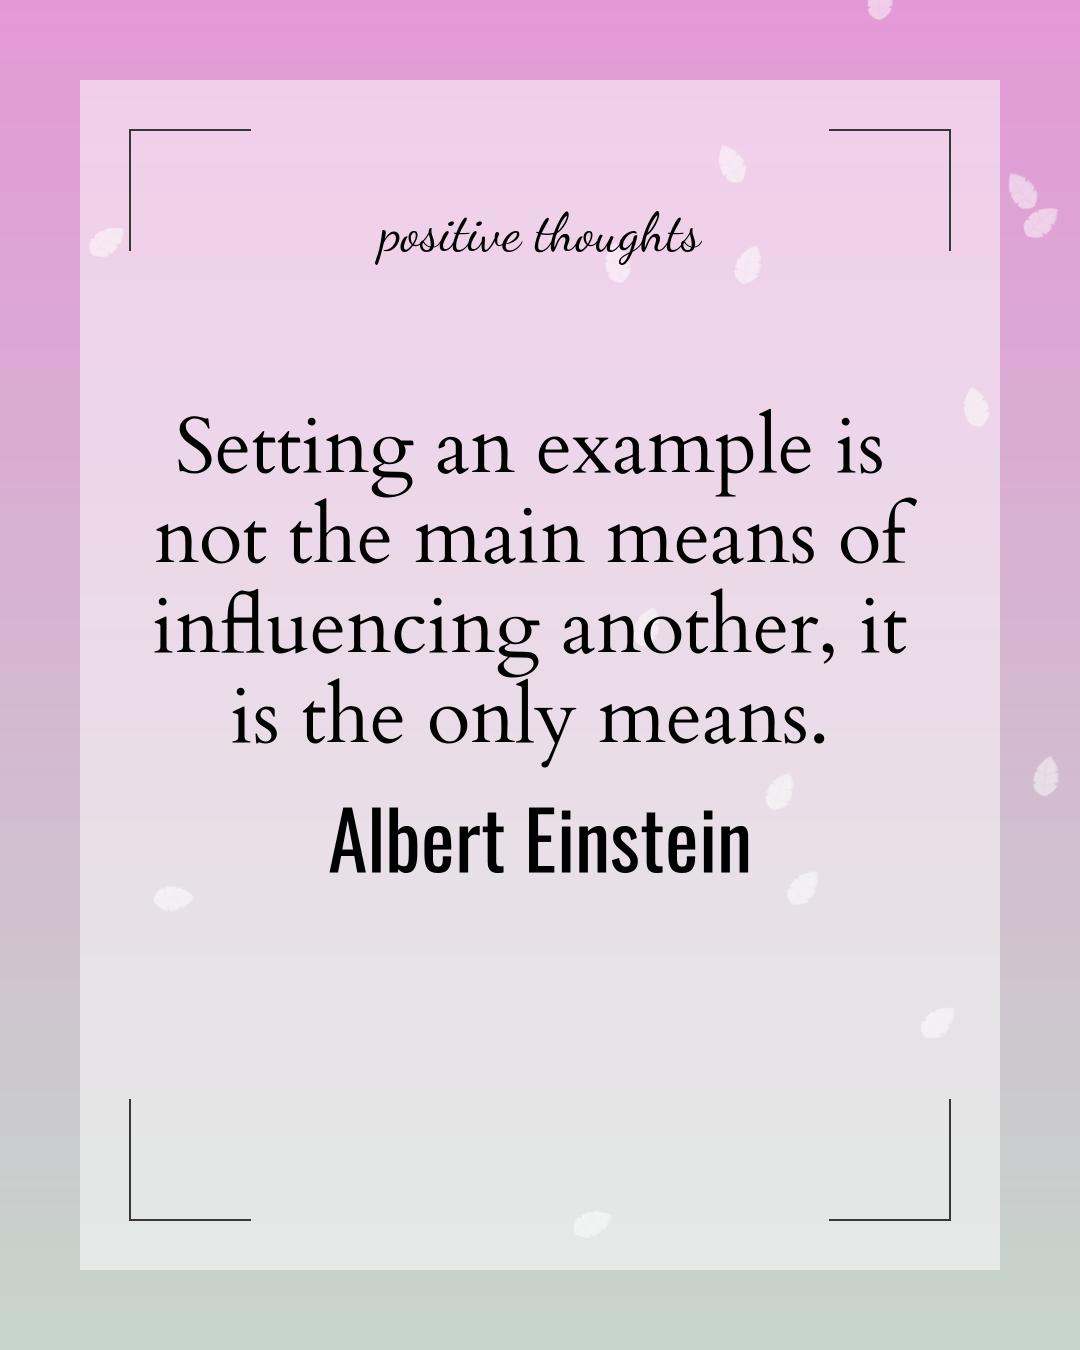 positive thoughts
Setting an example is
not the main means of
influencing another, it
is the only means.
Albert Einstein